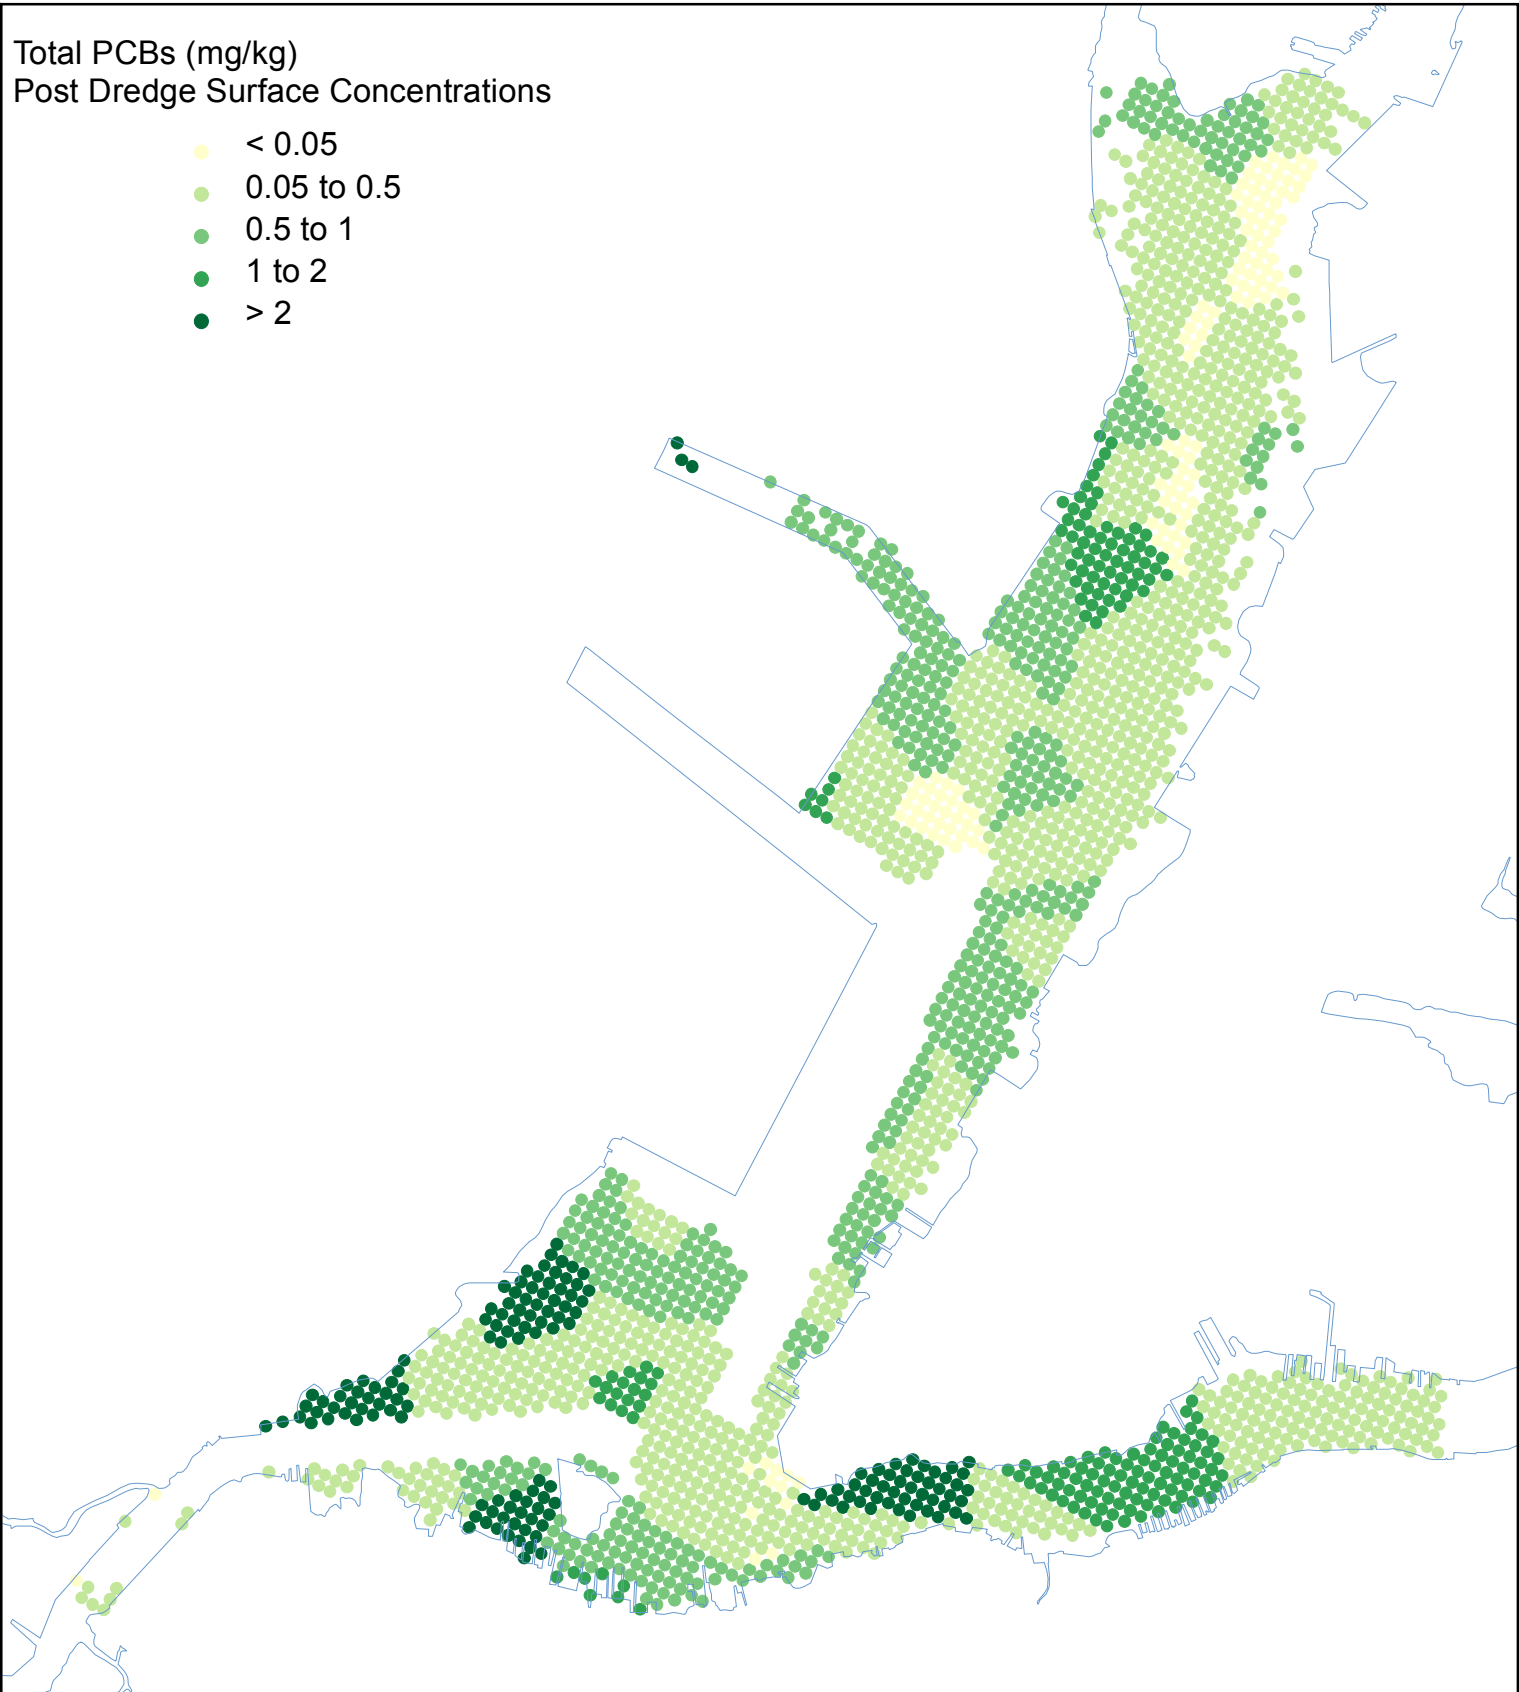 Total PCBs (mg/kg)
Post Dredge Surface Concentrations
< 0.05
0.05 to 0.5
0.5 to 1
1 to 2
> 2